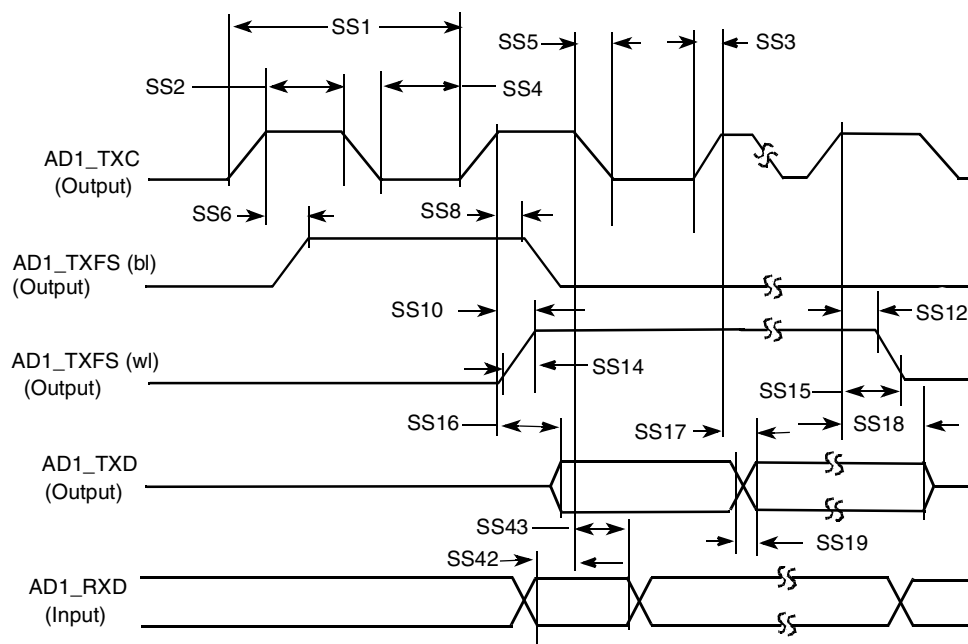 SS1
SS5
SS3
SS2
SS4
AD1_TXC
(Output)
SS6
SS8
AD1_TXFS (bl)
(Output)
SS10
SS12
AD1_TXFS (wl)
(Output)
SS14
SS15
SS16
SS17
SS18
AD1_TXD
(Output)
SS43
SS19
SS42
AD1_RXD
(Input)